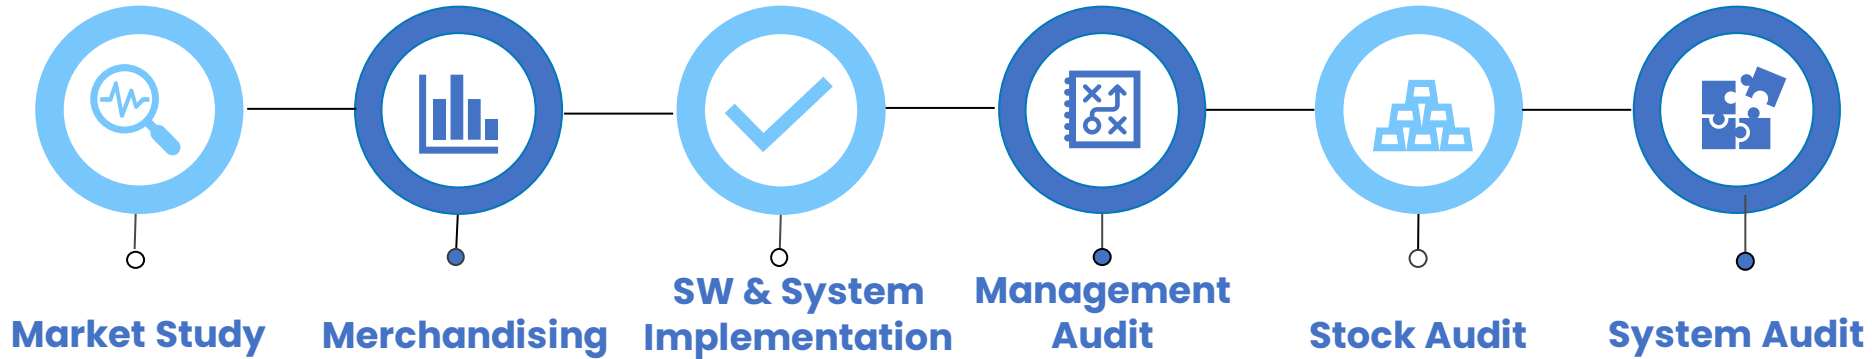 Market Study
Merchandising
SW & System
Implementation
Management
Audit
Stock Audit
System Audit